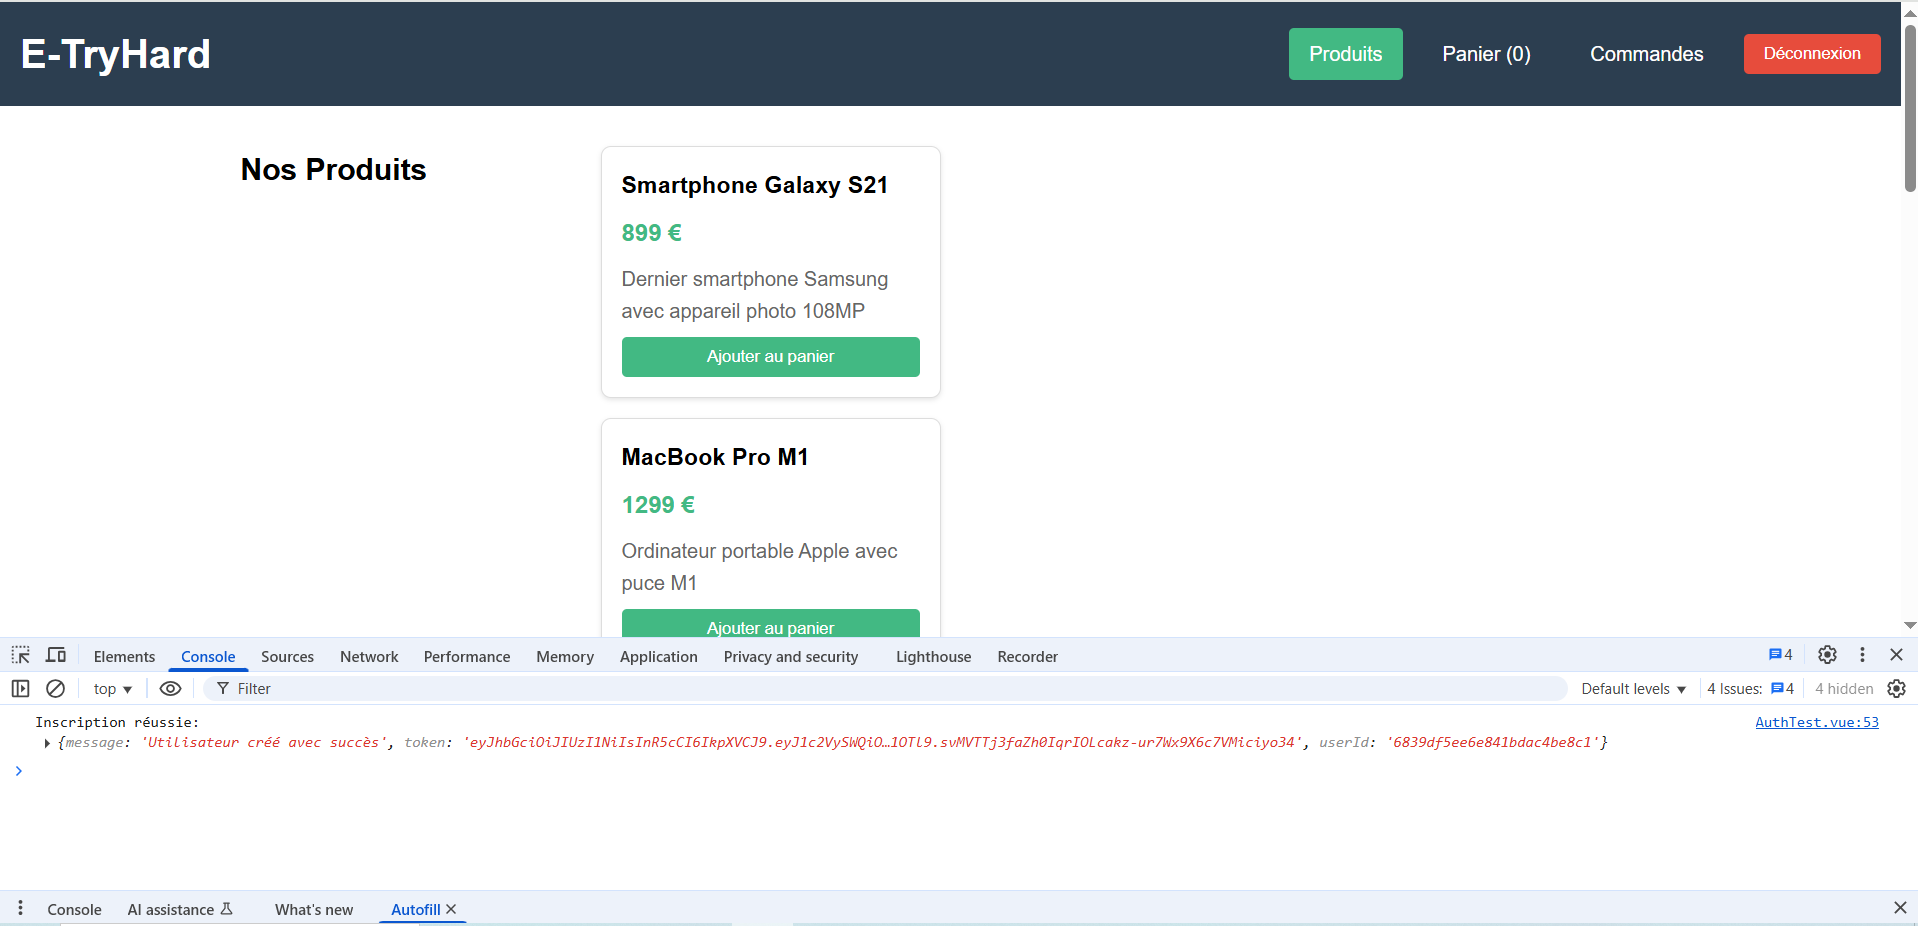 E-TryHard
Produits
Panier (0)
Commandes
Déconnexion
Nos Produits
Smartphone Galaxy S21
899 €
Dernier smartphone Samsung
avec appareil photo 108MP
Ajouter au panier
MacBook Pro M1
1299 €
Ordinateur portable Apple avec
puce M1
Ajouter au panier
Elements Console Sources Network Performance Memory Application Privacy and security Lighthouse Recorder 4
top Filter Default levels 4 Issues: 4 4 hidden
Inscription réussie: AuthTest.vue:53
{message: 'Utilisateur créé avec succès', token: 'eyJhbGciOiJIUzI1NiIsInR5cCI6IkpXVCJ9.eyJ1c2VySWQiO…1OTl9.svMVTTj3faZh0IqrIOLcakz-ur7Wx9X6c7VMiciyo34', userId: '6839df5ee6e841bdac4be8c1'}
Console AI assistance What's new Autofill